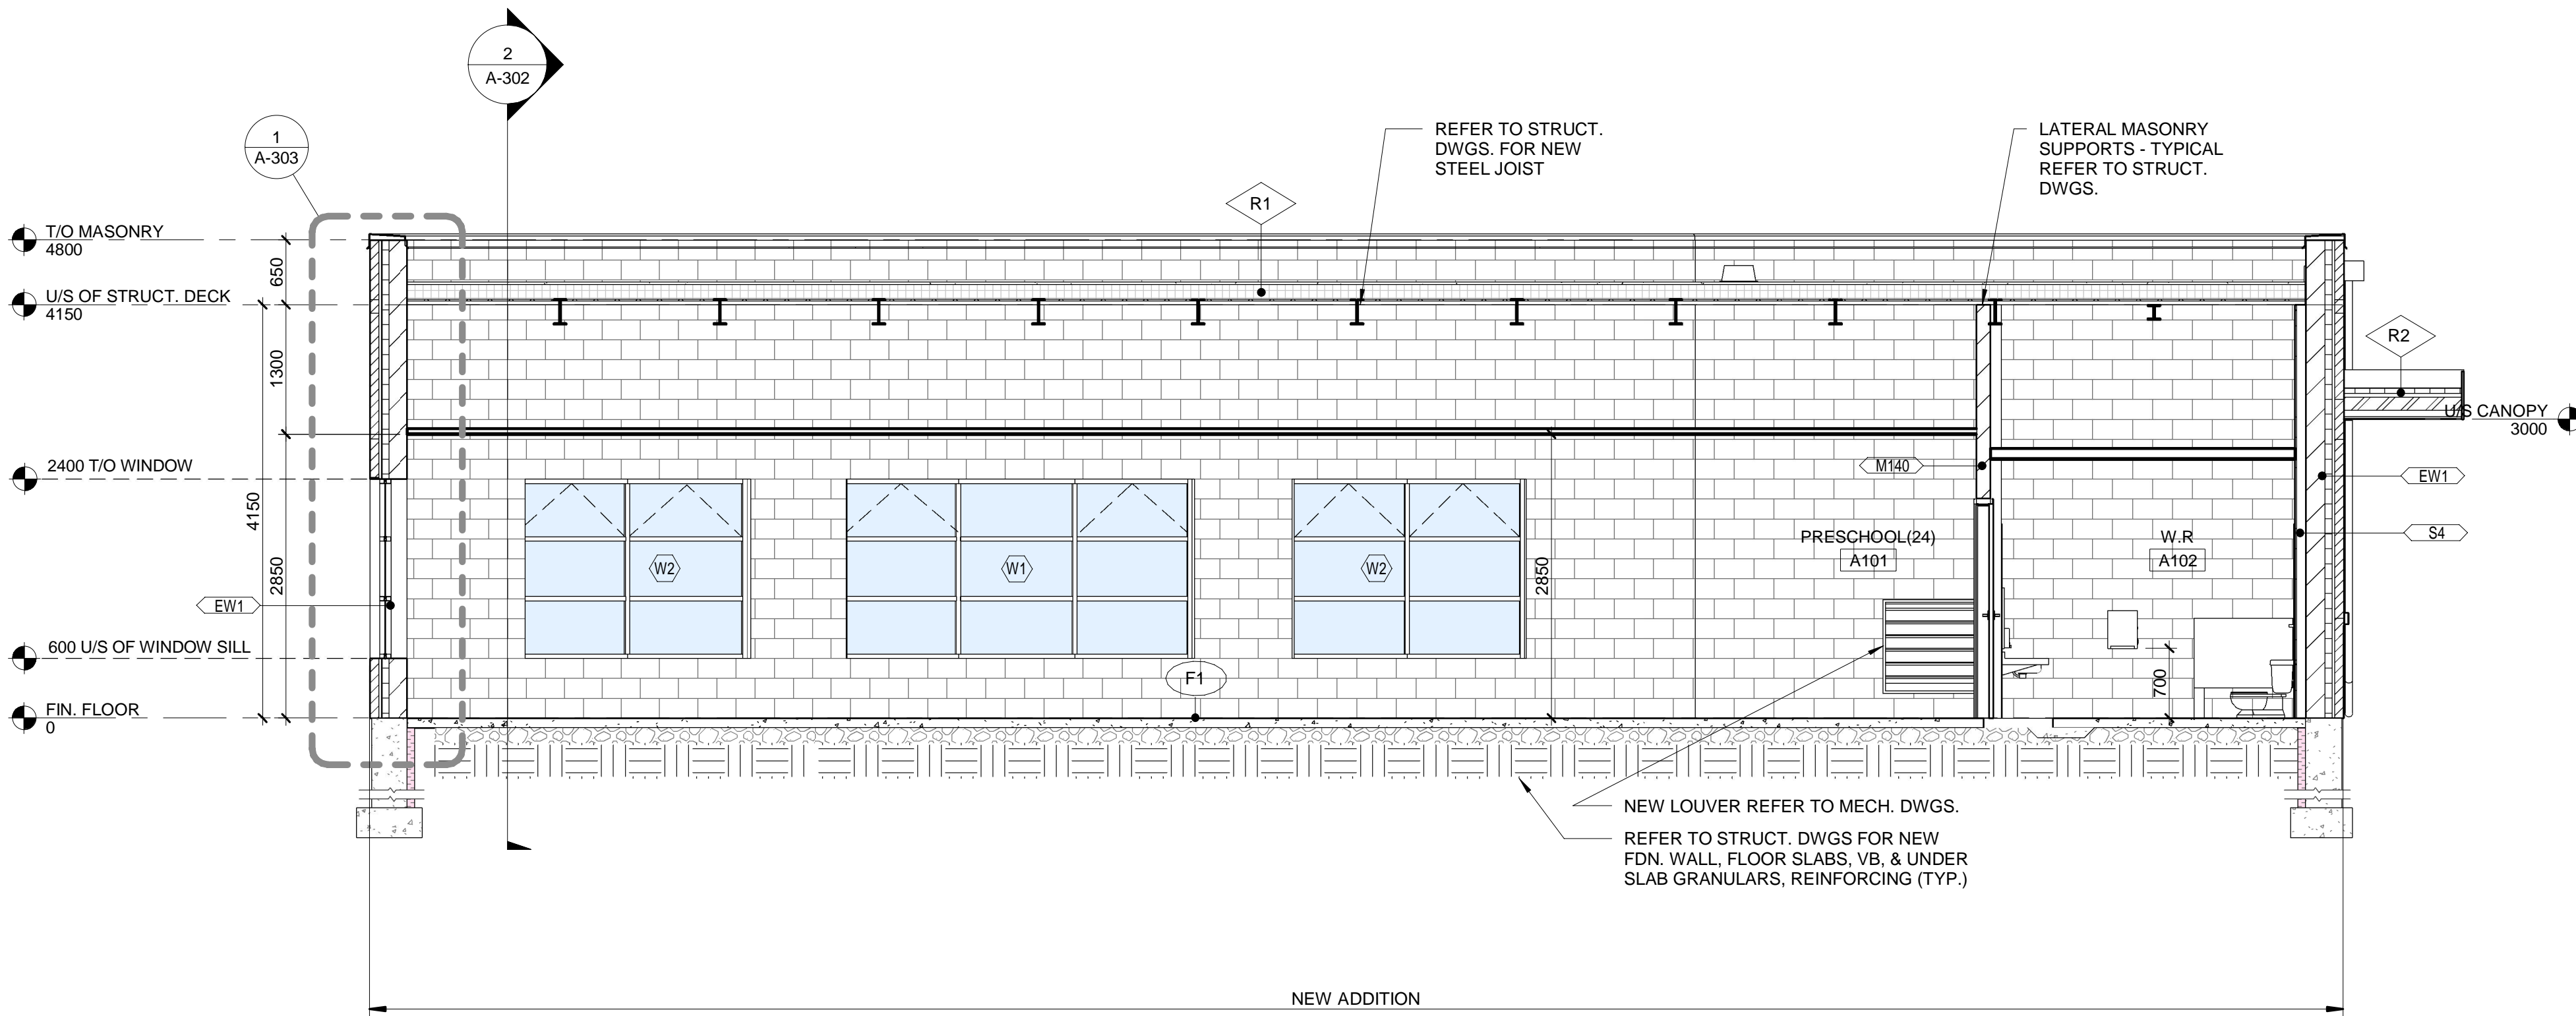 2
A-302
1
A-303
REFER TO STRUCT.
DWGS. FOR NEW
STEEL JOIST
LATERAL MASONRY
SUPPORTS - TYPICAL
REFER TO STRUCT.
DWGS.
R1
T/O MASONRY
4800
650
U/S OF STRUCT. DECK
4150
R2
1300
U/S CANOPY
3000
2400 T/O WINDOW
M140
EW1
4150
S4
PRESCHOOL(24)
A101
W.R
A102
W2
W1
W2
2850
2850
EW1
600 U/S OF WINDOW SILL
F1
700
FIN. FLOOR
0
NEW LOUVER REFER TO MECH. DWGS.
REFER TO STRUCT. DWGS FOR NEW
FDN. WALL, FLOOR SLABS, VB, & UNDER
SLAB GRANULARS, REINFORCING (TYP.)
NEW ADDITION